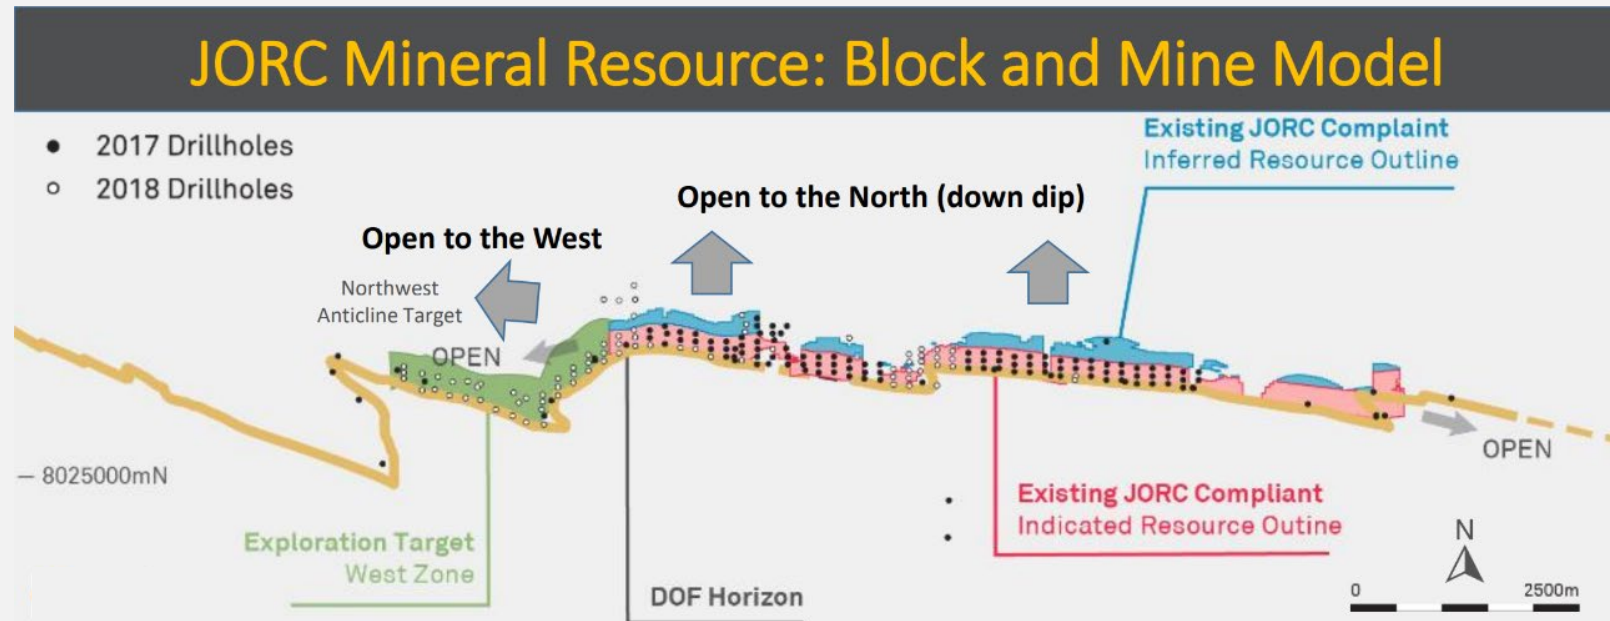 JORC Mineral Resource: Block and Mine Model
2017 Drillholes
2018 Drillholes
Existing JORC Complaint
Inferred Resource Outline
Open to the North (down dip)
Open to the West
Northwest
Anticline Target
OPEN
OPEN
— 8025000mN
Existing JORC Compliant
Indicated Resource Outine
Exploration Target
West Zone
DOF Horizon
N
0 2500m